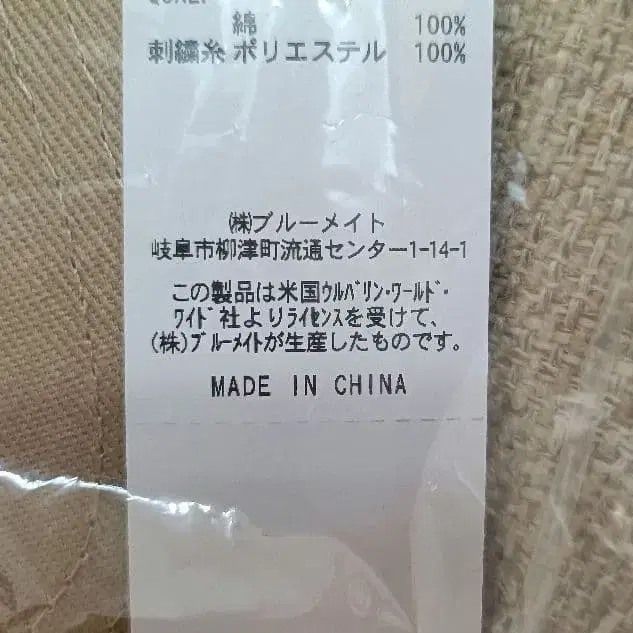 綿 100%
刺繍糸 ポリエステル 100%
㈱ブルーメイト
岐阜市柳津町流通センター1-14-1
この製品は米国ｳﾙﾊﾞﾘﾝ・ﾜｰﾙﾄﾞ・
ﾜｲﾄﾞ社よりﾗｲｾﾝｽを受けて、
(株)ﾌﾞﾙｰﾒｲﾄが生産したものです。
MADE IN CHINA